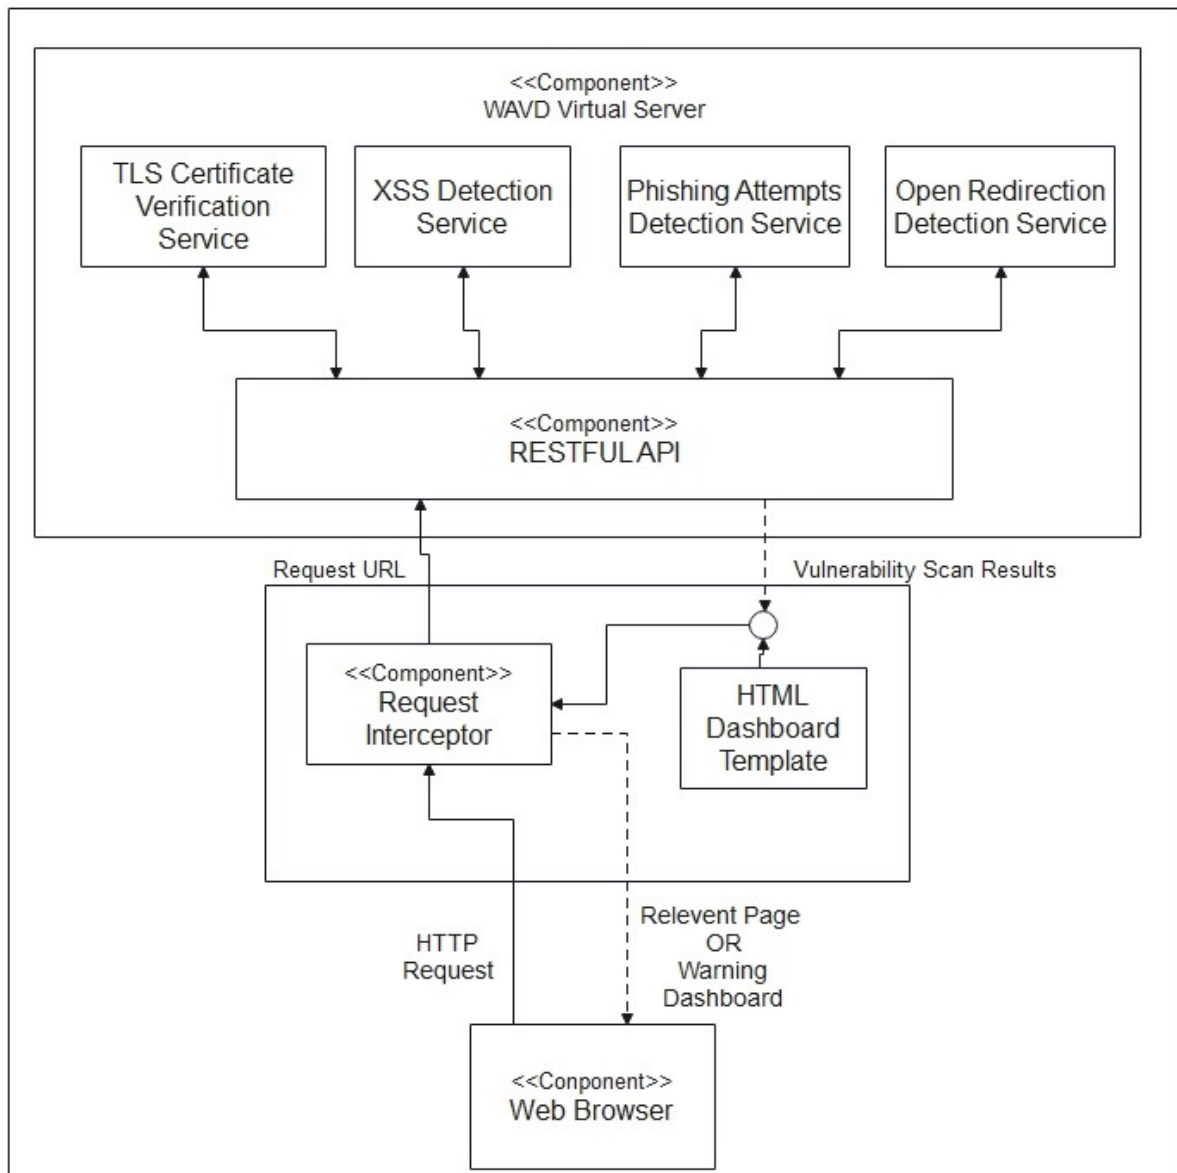 <<Component>>
WAVD Virtual Server
TLS Certificate
Verification
Service
XSS Detection
Service
Phishing Attempts
Detection Service
Open Redirection
Detection Service
<<Component>>
RESTFUL API
Request URL
Vulnerability Scan Results
<<Component>>
Request
Interceptor
HTML
Dashboard
Template
HTTP
Request
Relevent Page
OR
Warning
Dashboard
<<Conponent>>
Web Browser